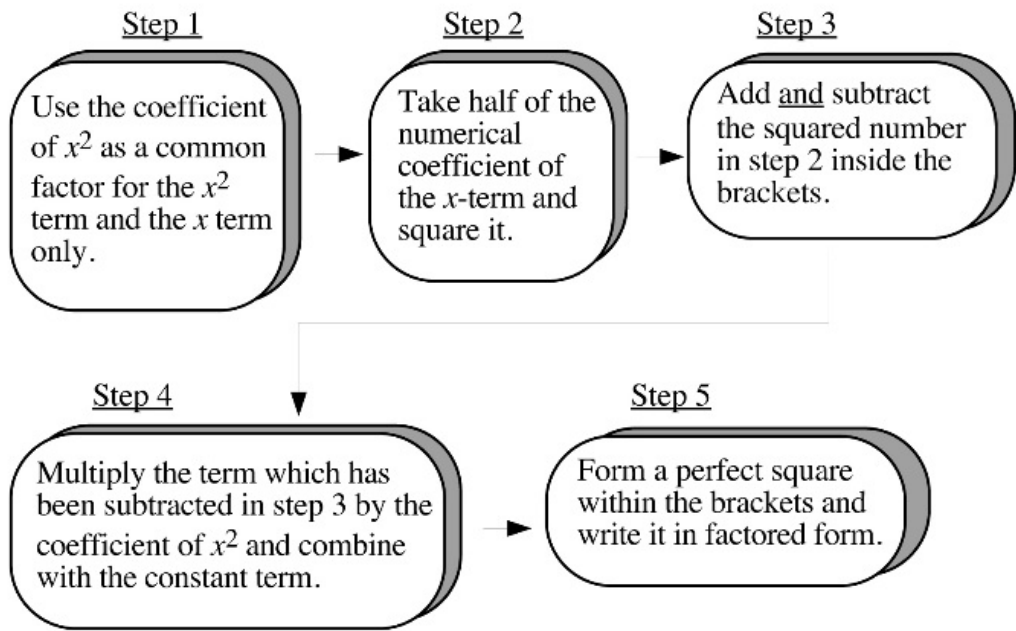 Step 1
Use the coefficient
of x² as a common
factor for the x²
term and the x term
only.
Step 2
Take half of the
numerical
coefficient of
the x-term and
square it.
Step 3
Add and subtract
the squared number
in step 2 inside the
brackets.
Step 4
Multiply the term which has
been subtracted in step 3 by the
coefficient of x² and combine
with the constant term.
Step 5
Form a perfect square
within the brackets and
write it in factored form.